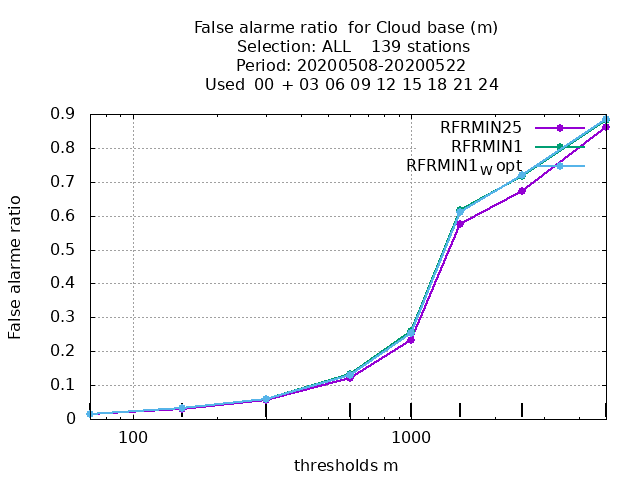 False alarme ratio  for Cloud base (m)
Selection: ALL    139 stations
Period: 20200508-20200522
Used  00 + 03 06 09 12 15 18 21 24
False alarme ratio
0.9
0.8
0.7
0.6
0.5
0.4
0.3
0.2
0.1
0
RFRMIN25
RFRMIN1
RFRMIN1W opt
100
1000
thresholds m